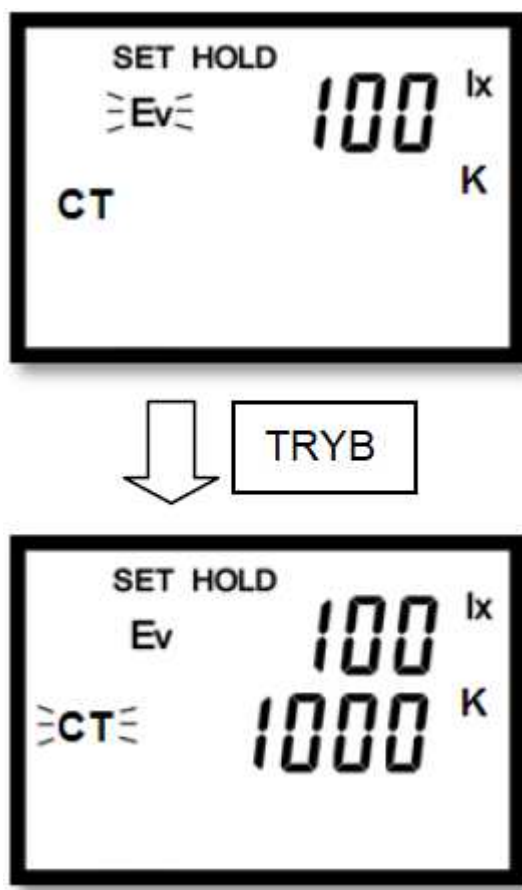 SET HOLD
Ev 100 lx
CT K
TRYB
SET HOLD
Ev 100 lx
CT 1000 K